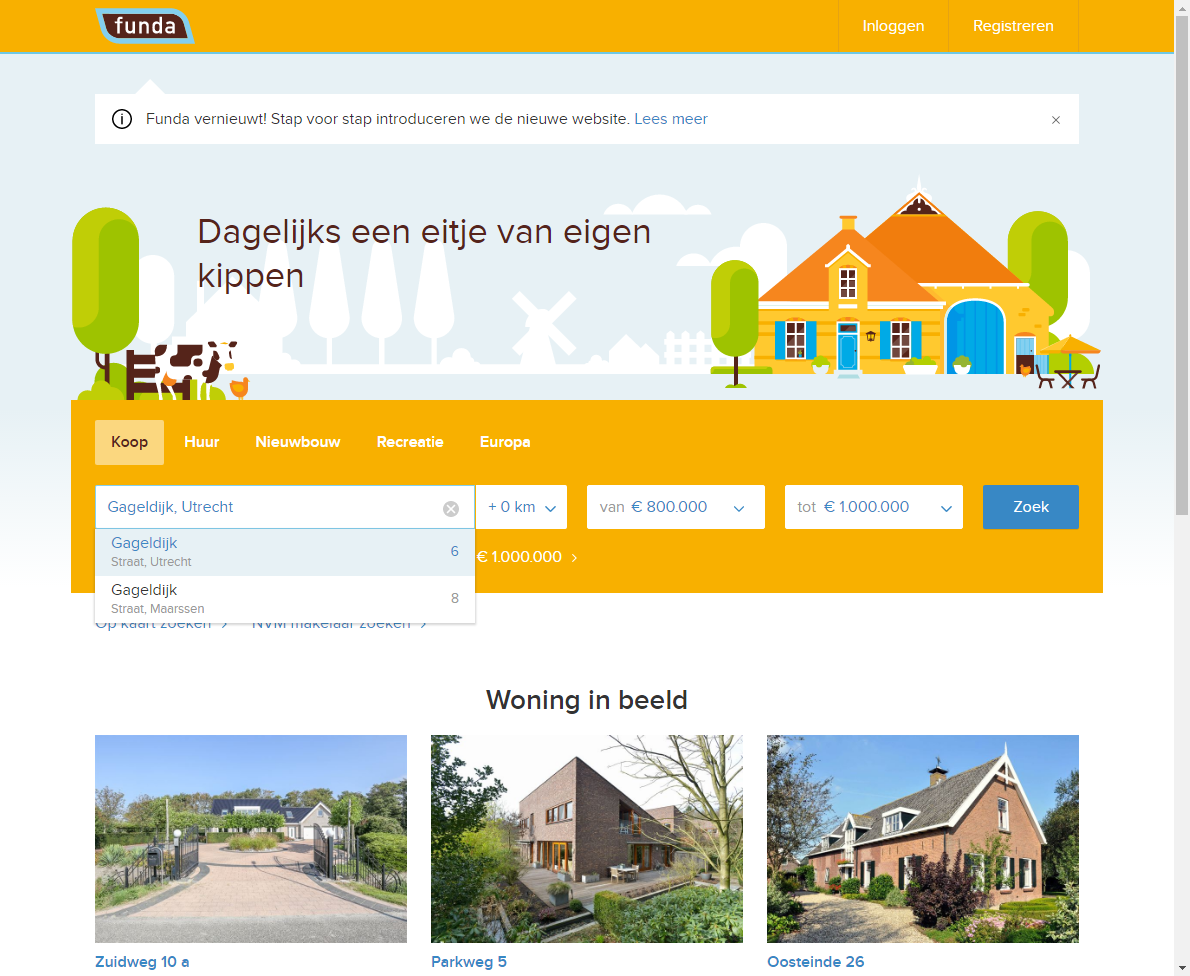 funda
Inloggen
Registreren
Funda vernieuwt! Stap voor stap introduceren we de nieuwe website. Lees meer
Dagelijks een eitje van eigen
kippen
Koop
Huur
Nieuwbouw
Recreatie
Europa
Gageldijk, Utrecht
+ 0 km
van € 800.000
tot € 1.000.000
Zoek
Gageldijk
6
Straat, Utrecht
€ 1.000.000
Gageldijk
8
Straat, Maarssen
Op kaart zoeken
NVM makelaar zoeken
Woning in beeld
Zuidweg 10 a
Parkweg 5
Oosteinde 26